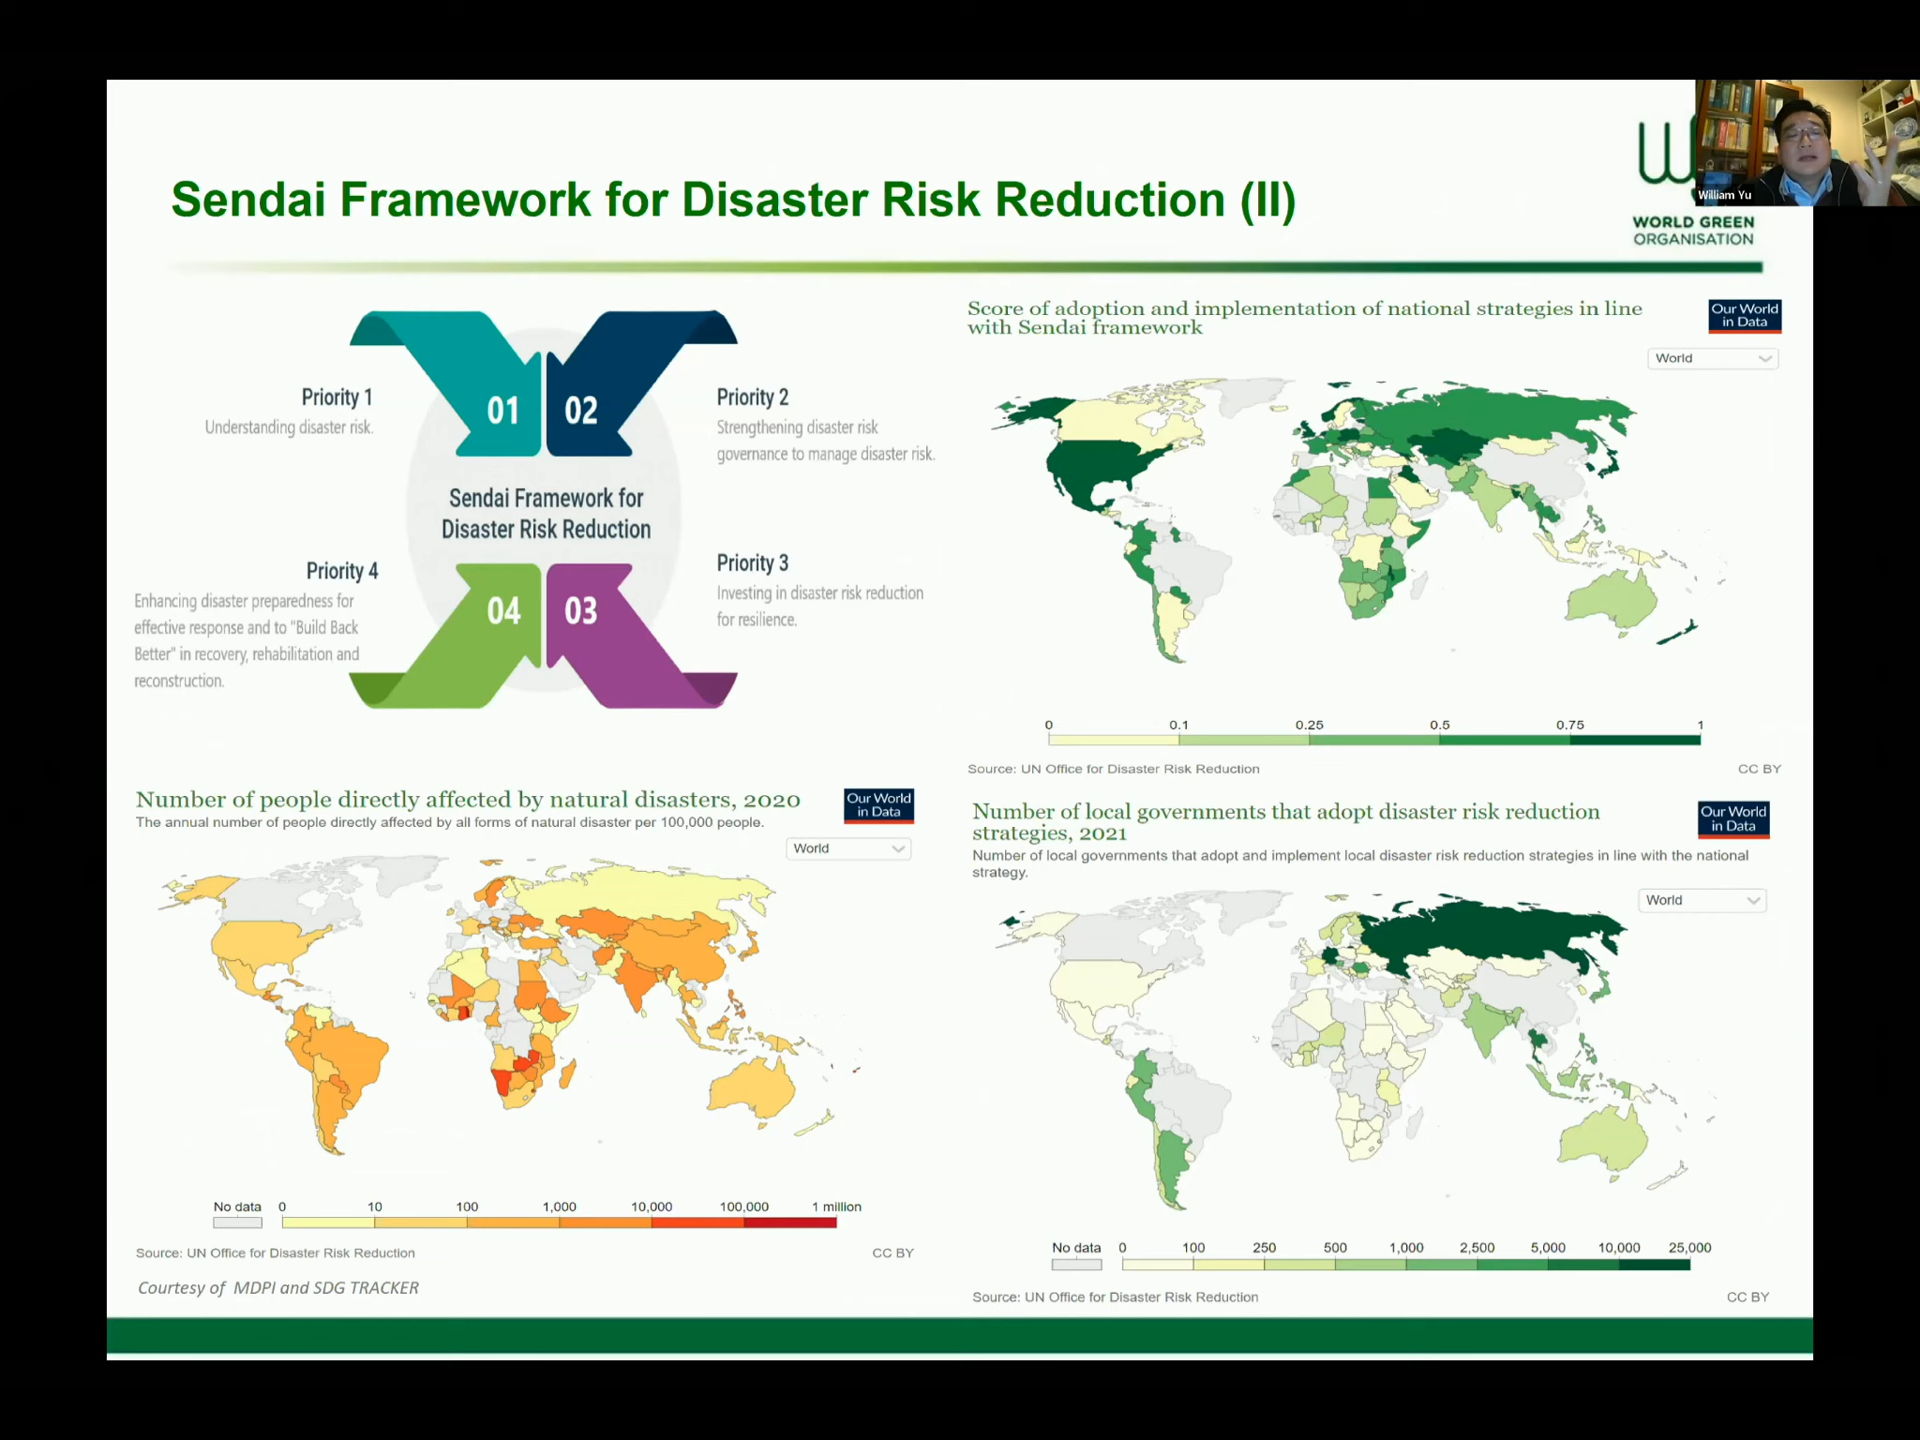 William Yu
WORLD GREEN
ORGANISATION
Sendai Framework for Disaster Risk Reduction (II)
Priority 1
Understanding disaster risk.
01
02
Priority 2
Strengthening disaster risk
governance to manage disaster risk.
Sendai Framework for
Disaster Risk Reduction
Priority 4
Enhancing disaster preparedness for
effective response and to "Build Back
Better" in recovery, rehabilitation and
reconstruction.
04
03
Priority 3
Investing in disaster risk reduction
for resilience.
Score of adoption and implementation of national strategies in line
with Sendai framework
Our World
in Data
World
0 0.1 0.25 0.5 0.75 1
Source: UN Office for Disaster Risk Reduction
CC BY
Number of people directly affected by natural disasters, 2020
The annual number of people directly affected by all forms of natural disaster per 100,000 people.
Our World
in Data
World
No data 0 10 100 1,000 10,000 100,000 1 million
Source: UN Office for Disaster Risk Reduction
CC BY
Courtesy of MDPI and SDG TRACKER
Number of local governments that adopt disaster risk reduction
strategies, 2021
Number of local governments that adopt and implement local disaster risk reduction strategies in line with the national
strategy.
Our World
in Data
World
No data 0 100 250 500 1,000 2,500 5,000 10,000 25,000
Source: UN Office for Disaster Risk Reduction
CC BY